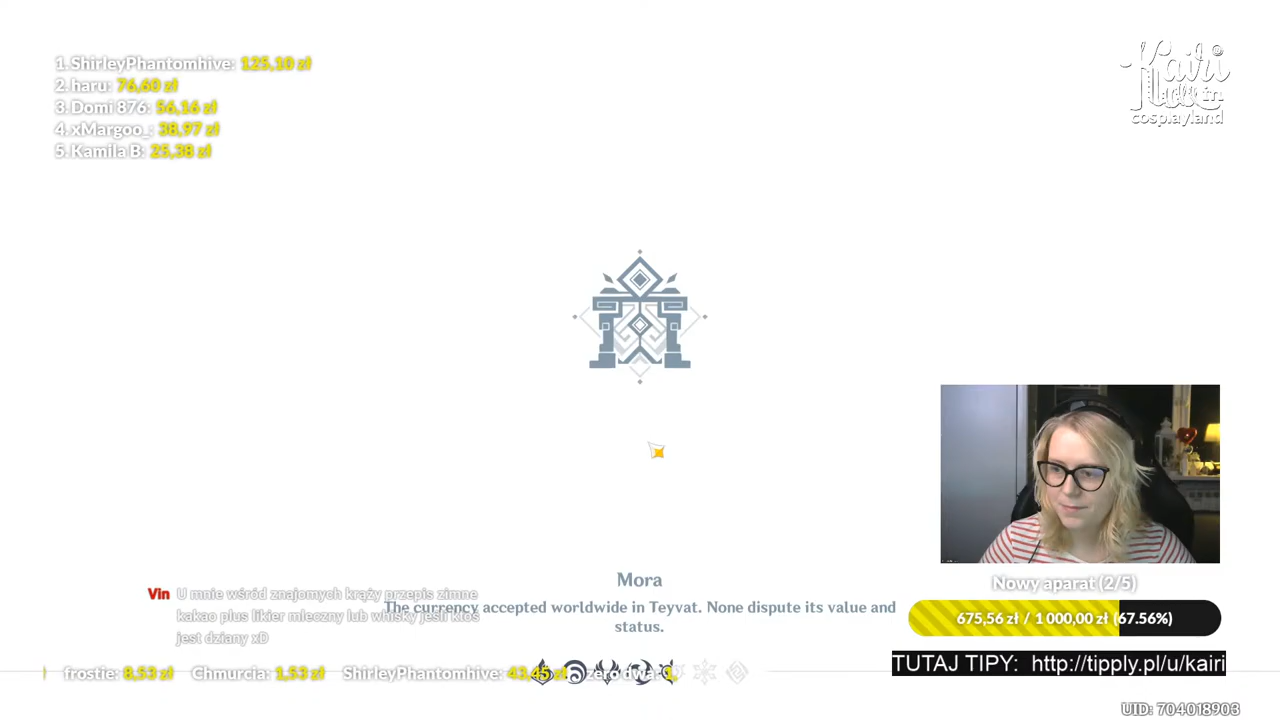 1.ShirleyPhantomhive: 125,10 zł
2.haru: 76,60 zł
3.Domi 876: 56,16 zł
4.xMargoo_: 38,97 zł
5.Kamila B: 25,38 zł
Kairi
in
cosplayland
Mora
The currency accepted worldwide in Teyvat. None dispute its value and
status.
Vin U mnie wśród znajomych krąży przepis zimne
kakao plus likier mleczny lub whisky jeśli ktoś
jest dziany xD
frostie: 8,53 zł Chmurcia: 1,53 zł ShirleyPhantomhive: 43,45 zł zero dwa:
Nowy aparat (2/5)
675,56 zł / 1 000,00 zł (67.56%)
TUTAJ TIPY: http://tipply.pl/u/kairi
UID: 704018903